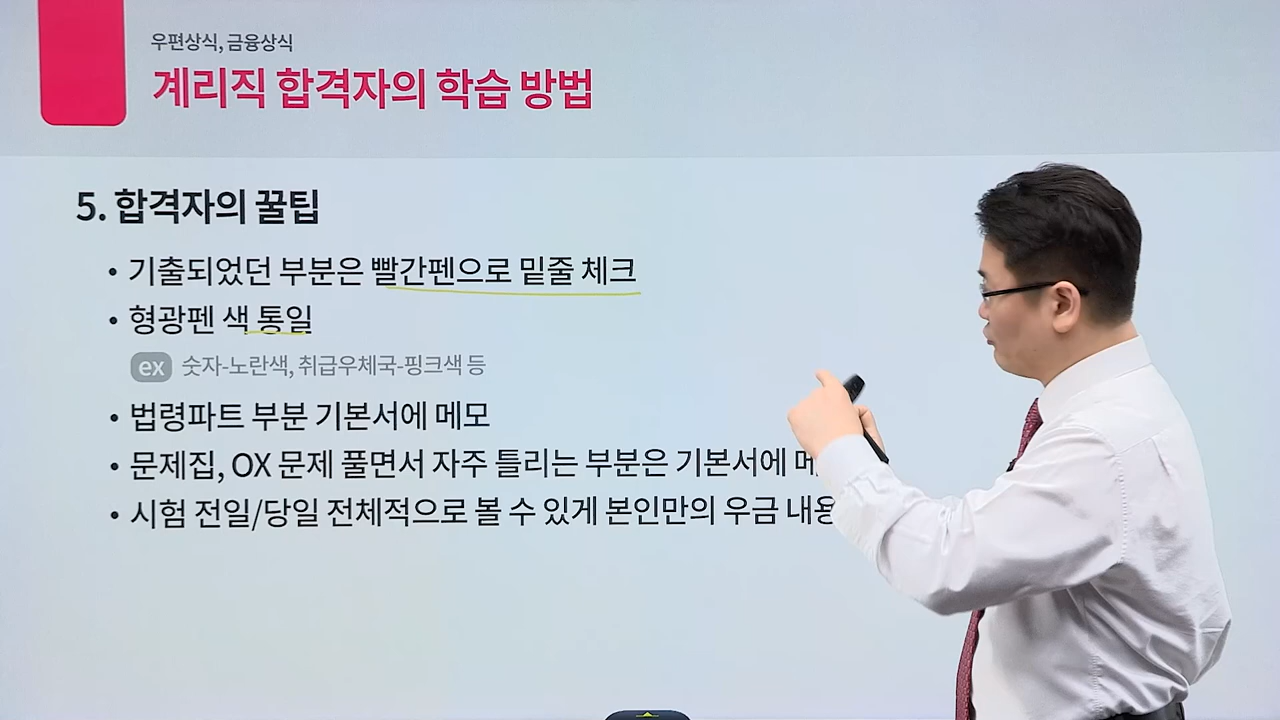 우편상식, 금융상식
계리직 합격자의 학습 방법
5. 합격자의 꿀팁
• 기출되었던 부분은 빨간펜으로 밑줄 체크
• 형광펜 색 통일
ex 숫자-노란색, 취급우체국-핑크색 등
• 법령파트 부분 기본서에 메모
• 문제집, OX 문제 풀면서 자주 틀리는 부분은 기본서에
• 시험 전일/당일 전체적으로 볼 수 있게 본인만의 우금 내용